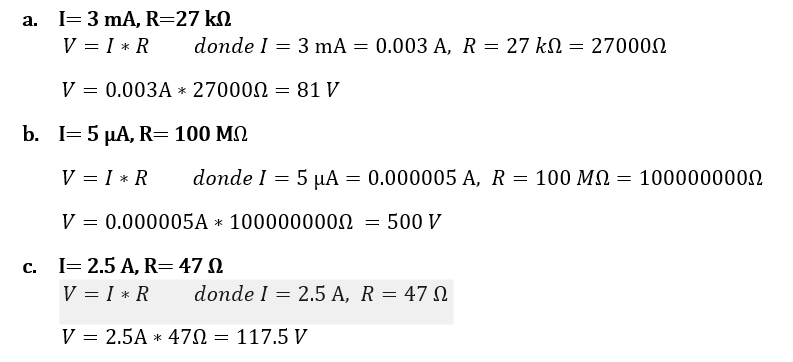 a. I= 3 mA, R=27 kΩ
V = I ∗ R donde I = 3 mA = 0.003 A, R = 27 kΩ = 27000Ω
V = 0.003A ∗ 27000Ω = 81 V
b. I= 5 μA, R= 100 MΩ
V = I ∗ R donde I = 5 μA = 0.000005 A, R = 100 MΩ = 100000000Ω
V = 0.000005A ∗ 100000000Ω = 500 V
c. I= 2.5 A, R= 47 Ω
V = I ∗ R donde I = 2.5 A, R = 47 Ω
V = 2.5A ∗ 47Ω = 117.5 V